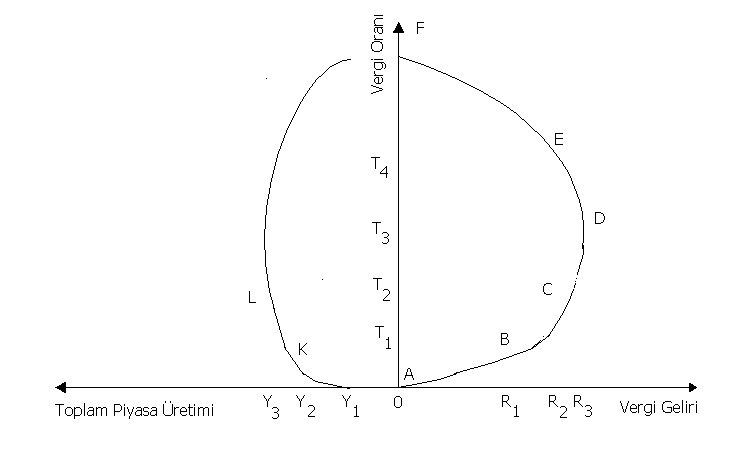 F
Vergi Oranı
E
T4
D
T3
T2
C
L
T1
B
K
A
Y3 Y2 Y1 0 R1 R2 R3
Toplam Piyasa Üretimi
Vergi Geliri